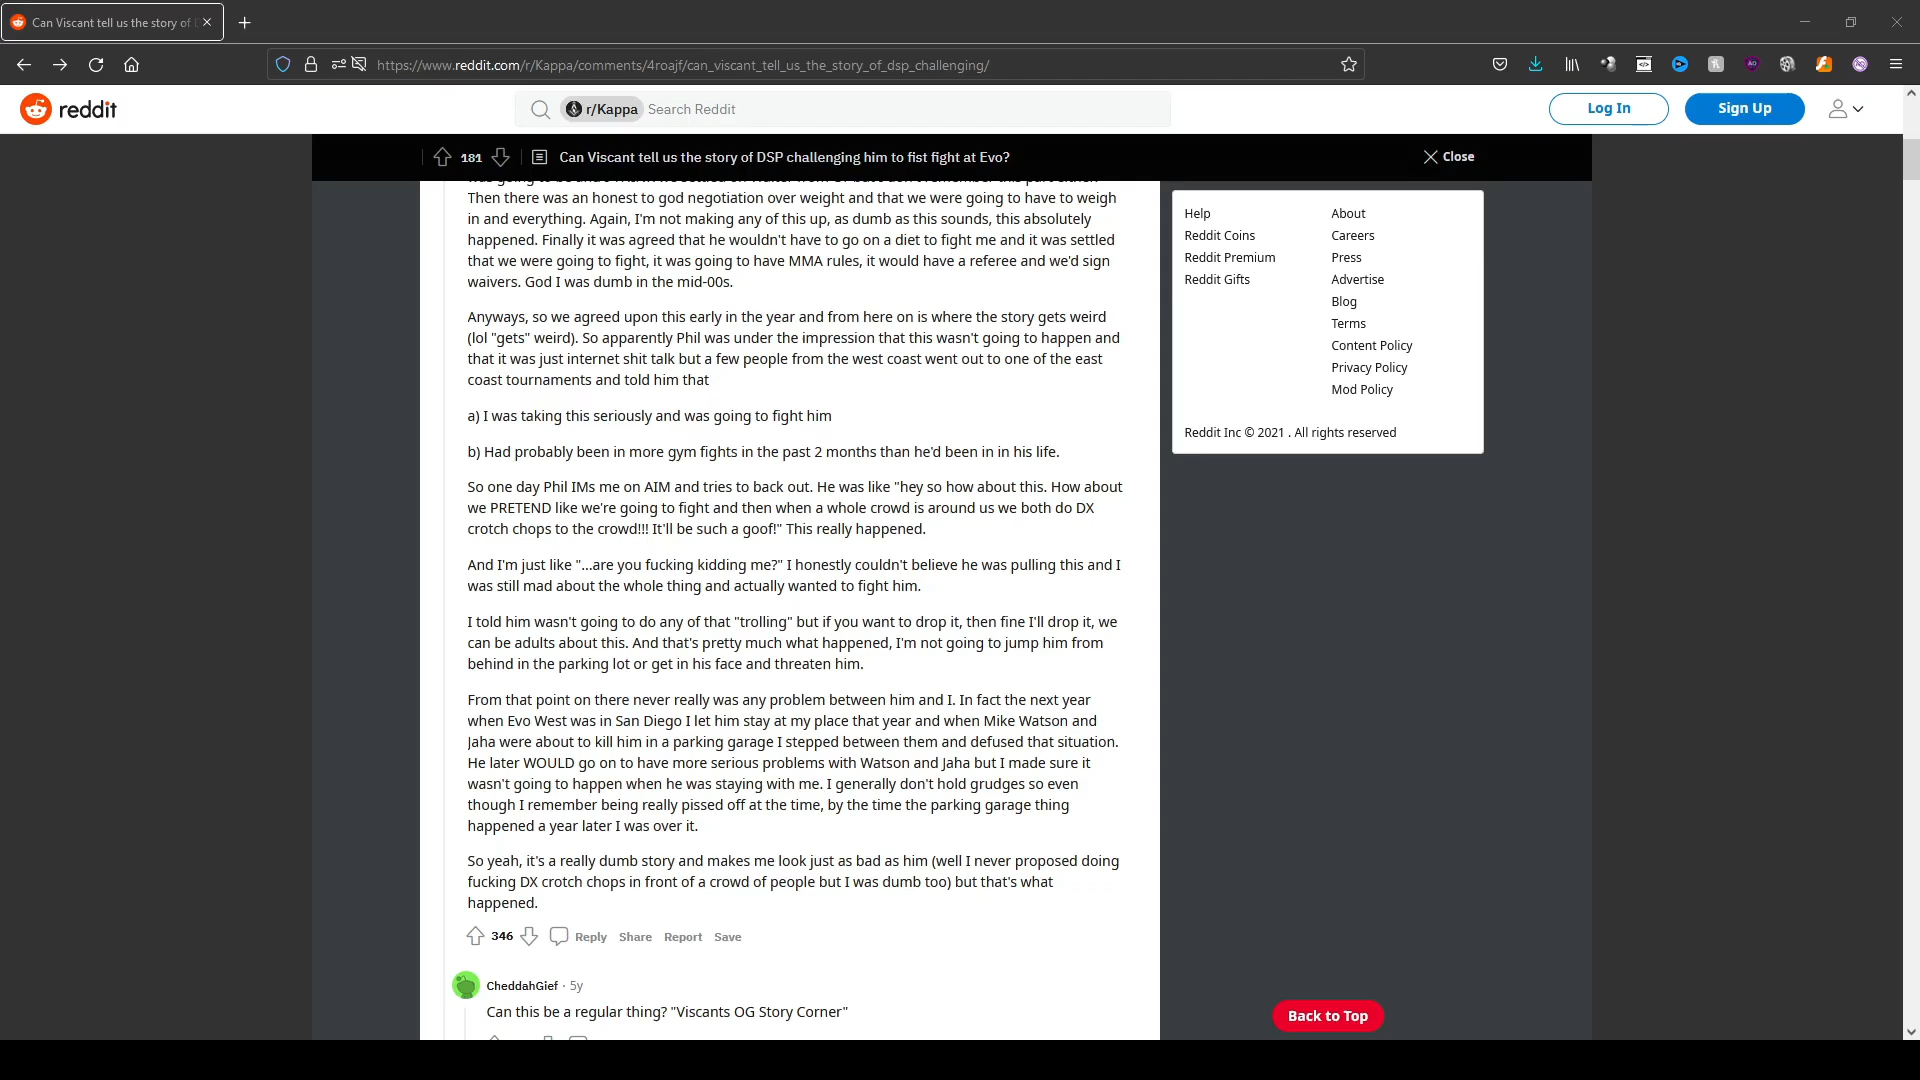 Can Viscant tell us the story of
https://www.reddit.com/r/Kappa/comments/4roajf/can_viscant_tell_us_the_story_of_dsp_challenging/
reddit
r/Kappa Search Reddit
Log In
Sign Up
181
Can Viscant tell us the story of DSP challenging him to fist fight at Evo?
Close
Then there was an honest to god negotiation over weight and that we were going to have to weigh
in and everything. Again, I'm not making any of this up, as dumb as this sounds, this absolutely
happened. Finally it was agreed that he wouldn't have to go on a diet to fight me and it was settled
that we were going to fight, it was going to have MMA rules, it would have a referee and we'd sign
waivers. God I was dumb in the mid-00s.
Anyways, so we agreed upon this early in the year and from here on is where the story gets weird
(lol "gets" weird). So apparently Phil was under the impression that this wasn't going to happen and
that it was just internet shit talk but a few people from the west coast went out to one of the east
coast tournaments and told him that
a) I was taking this seriously and was going to fight him
b) Had probably been in more gym fights in the past 2 months than he'd been in in his life.
So one day Phil IMs me on AIM and tries to back out. He was like "hey so how about this. How about
we PRETEND like we're going to fight and then when a whole crowd is around us we both do DX
crotch chops to the crowd!!! It'll be such a goof!" This really happened.
And I'm just like "...are you fucking kidding me?" I honestly couldn't believe he was pulling this and I
was still mad about the whole thing and actually wanted to fight him.
I told him wasn't going to do any of that "trolling" but if you want to drop it, then fine I'll drop it, we
can be adults about this. And that's pretty much what happened, I'm not going to jump him from
behind in the parking lot or get in his face and threaten him.
From that point on there never really was any problem between him and I. In fact the next year
when Evo West was in San Diego I let him stay at my place that year and when Mike Watson and
Jaha were about to kill him in a parking garage I stepped between them and defused that situation.
He later WOULD go on to have more serious problems with Watson and Jaha but I made sure it
wasn't going to happen when he was staying with me. I generally don't hold grudges so even
though I remember being really pissed off at the time, by the time the parking garage thing
happened a year later I was over it.
So yeah, it's a really dumb story and makes me look just as bad as him (well I never proposed doing
fucking DX crotch chops in front of a crowd of people but I was dumb too) but that's what
happened.
346
Reply Share Report Save
CheddahGief · 5y
Can this be a regular thing? "Viscants OG Story Corner"
Help About
Reddit Coins Careers
Reddit Premium Press
Reddit Gifts Advertise
Blog
Terms
Content Policy
Privacy Policy
Mod Policy
Reddit Inc © 2021 . All rights reserved
Back to Top